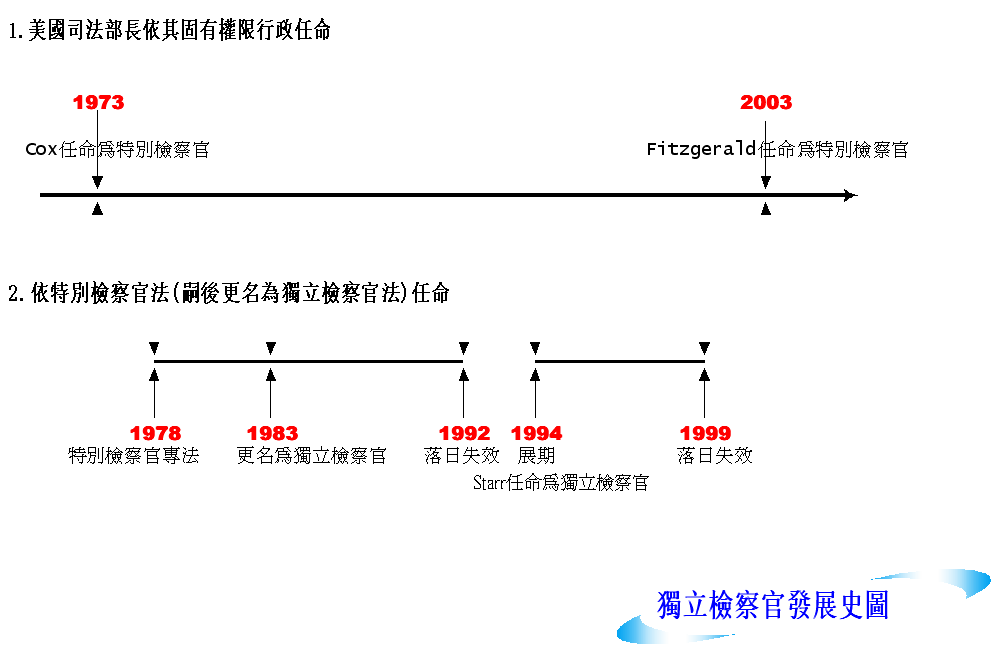 1.美國司法部長依其固有權限行政任命
1973
2003
Cox任命為特別檢察官
Fitzgerald任命為特別檢察官
2.依特別檢察官法(嗣後更名為獨立檢察官法)任命
1978
1983
1992
1994
1999
特別檢察官專法
更名為獨立檢察官
落日失效
展期
落日失效
Starr任命為獨立檢察官
獨立檢察官發展史圖